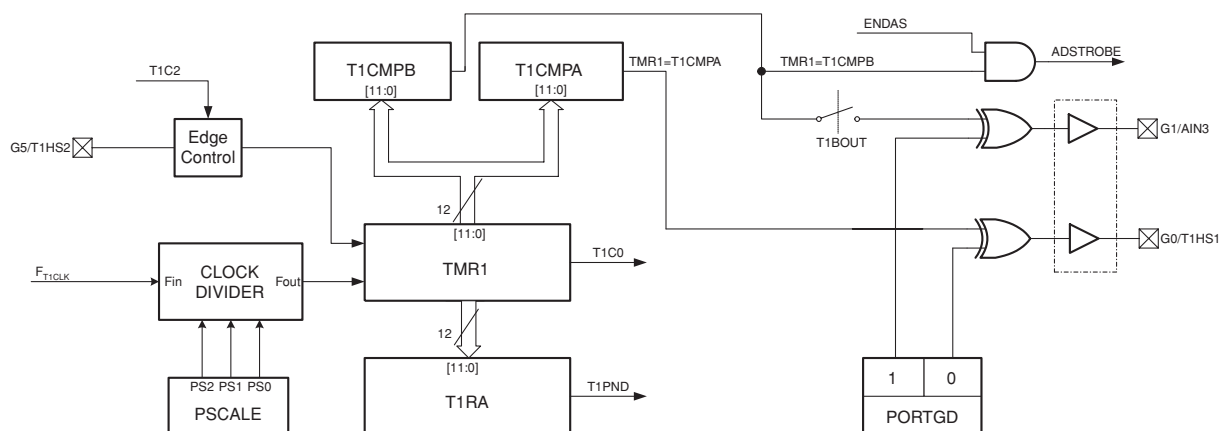 ENDAS
ADSTROBE
T1CMPB
[11:0]
T1CMPA
[11:0]
TMR1=T1CMPA
TMR1=T1CMPB
T1C2
G5/T1HS2
Edge
Control
T1BOUT
G1/AIN3
12
[11:0]
TMR1
T1C0
G0/T1HS1
FT1CLK
Fin
CLOCK
DIVIDER
Fout
12
[11:0]
T1RA
T1PND
PS2 PS1 PS0
PSCALE
1 0
PORTGD